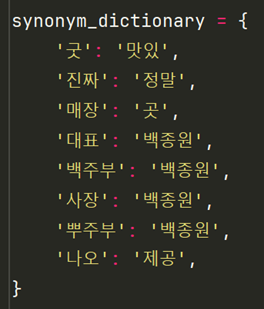 synonym_dictionary = {
    '굿': '맛있',
    '진짜': '정말',
    '매장': '곳',
    '대표': '백종원',
    '백주부': '백종원',
    '사장': '백종원',
    '뿌주부': '백종원',
    '나오': '제공',
}